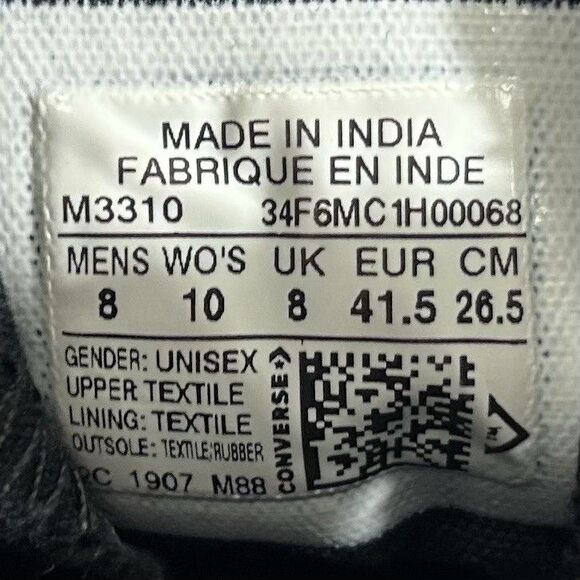 MADE IN INDIA
FABRIQUE EN INDE
M3310 34F6MC1H00068
MENS WO'S UK EUR CM
8 10 8 41.5 26.5
GENDER: UNISEX
UPPER: TEXTILE
LINING: TEXTILE
OUTSOLE: TEXTILE/RUBBER
1907 M88
CONVERSE